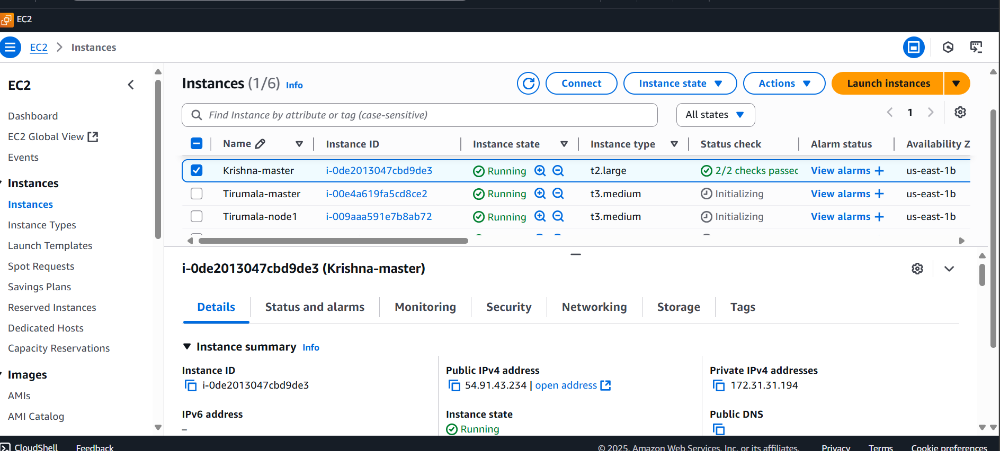 EC2
EC2 > Instances
EC2
Dashboard
EC2 Global View
Events
Instances
Instances
Instance Types
Launch Templates
Spot Requests
Savings Plans
Reserved Instances
Dedicated Hosts
Capacity Reservations
Images
AMIs
AMI Catalog
Instances (1/6) Info
Connect
Instance state
Actions
Launch instances
Find Instance by attribute or tag (case-sensitive)
All states
1
Name Instance ID Instance state Instance type Status check Alarm status Availability Z
Krishna-master i-0de2013047cbd9de3 Running t2.large 2/2 checks passed View alarms + us-east-1b
Tirumala-master i-00e4a619fa5cd8ce2 Running t3.medium Initializing View alarms + us-east-1b
Tirumala-node1 i-009aaa591e7b8ab72 Running t3.medium Initializing View alarms + us-east-1b
i-0de2013047cbd9de3 (Krishna-master)
Details Status and alarms Monitoring Security Networking Storage Tags
Instance summary Info
Instance ID
i-0de2013047cbd9de3
Public IPv4 address
54.91.43.234 | open address
Private IPv4 addresses
172.31.31.194
IPv6 address
–
Instance state
Running
Public DNS
CloudShell Feedback © 2025, Amazon Web Services, Inc. or its affiliates. Privacy Terms Cookie preferences